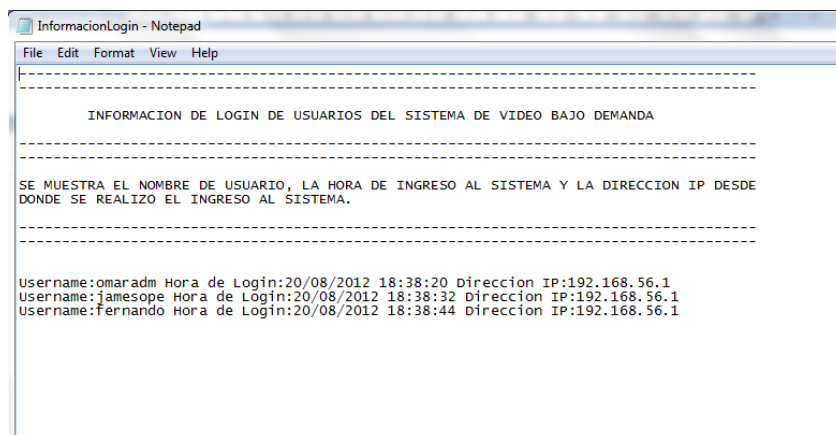 InformacionLogin - Notepad
File Edit Format View Help
--------------------------------------------------------------------------------------
--------------------------------------------------------------------------------------
INFORMACION DE LOGIN DE USUARIOS DEL SISTEMA DE VIDEO BAJO DEMANDA
--------------------------------------------------------------------------------------
--------------------------------------------------------------------------------------
SE MUESTRA EL NOMBRE DE USUARIO, LA HORA DE INGRESO AL SISTEMA Y LA DIRECCION IP DESDE
DONDE SE REALIZO EL INGRESO AL SISTEMA.
--------------------------------------------------------------------------------------
--------------------------------------------------------------------------------------
Username:omaradm Hora de Login:20/08/2012 18:38:20 Direccion IP:192.168.56.1
Username:jamesope Hora de Login:20/08/2012 18:38:32 Direccion IP:192.168.56.1
Username:fernando Hora de Login:20/08/2012 18:38:44 Direccion IP:192.168.56.1